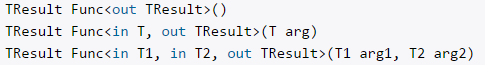 TResult Func<out TResult>()
TResult Func<in T, out TResult>(T arg)
TResult Func<in T1, in T2, out TResult>(T1 arg1, T2 arg2)